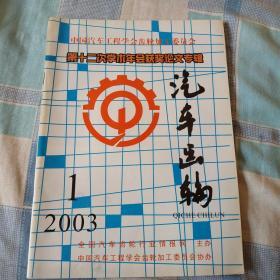 中国汽车工程学会齿轮加工委员会
第十二次学术年会获奖论文专辑
汽车齿轮
QICHE CHILUN
1
2003
全国汽车齿轮行业情报网 主办
中国汽车工程学会齿轮加工委员会协办